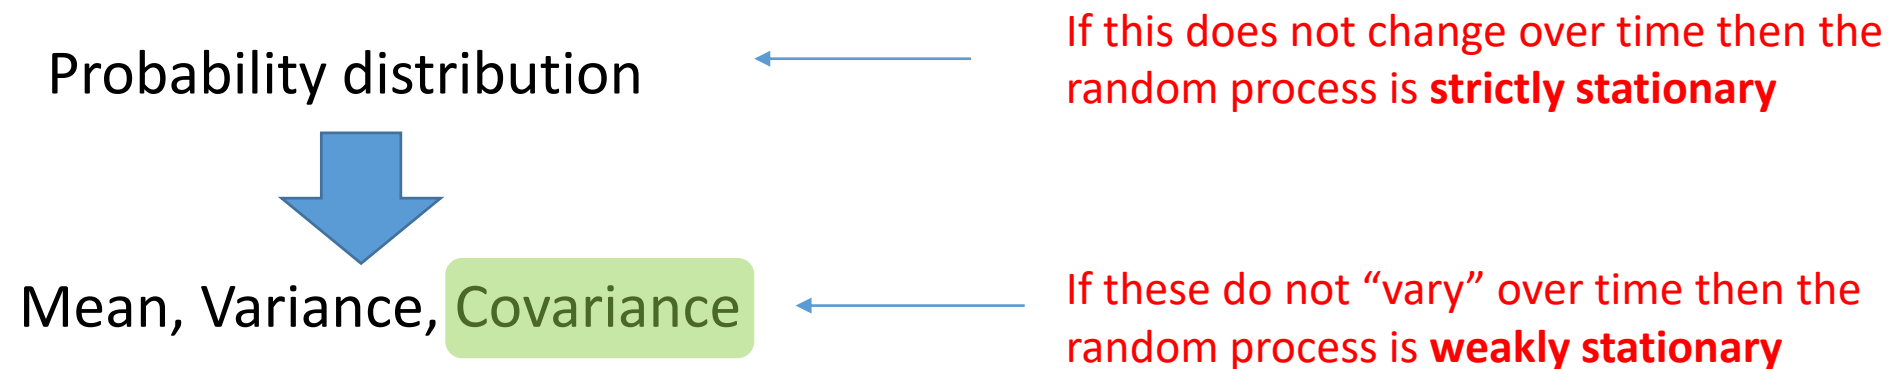 Probability distribution
If this does not change over time then the
random process is strictly stationary
Mean, Variance, Covariance
If these do not “vary” over time then the
random process is weakly stationary